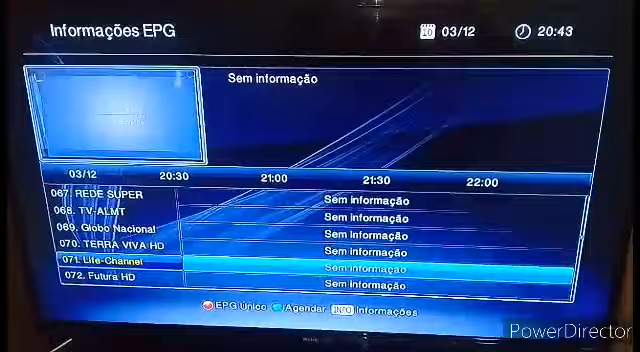 Informações EPG
10 03/12 20:43
Sem informação
03/12 20:30 21:00 21:30 22:00
067. REDE SUPER Sem informação
068. TV-ALMT Sem informação
069. Globo Nacional Sem informação
070. TERRA VIVA HD Sem informação
071. Life-Channel Sem informação
072. Futura HD Sem informação
EPG Único Agendar INFO Informações
PowerDirector